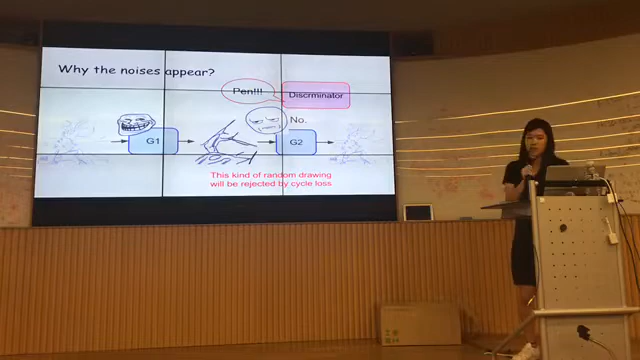 Why the noises appear?
Pen!!!
Discrminator
No.
G1
G2
This kind of random drawing
will be rejected by cycle loss